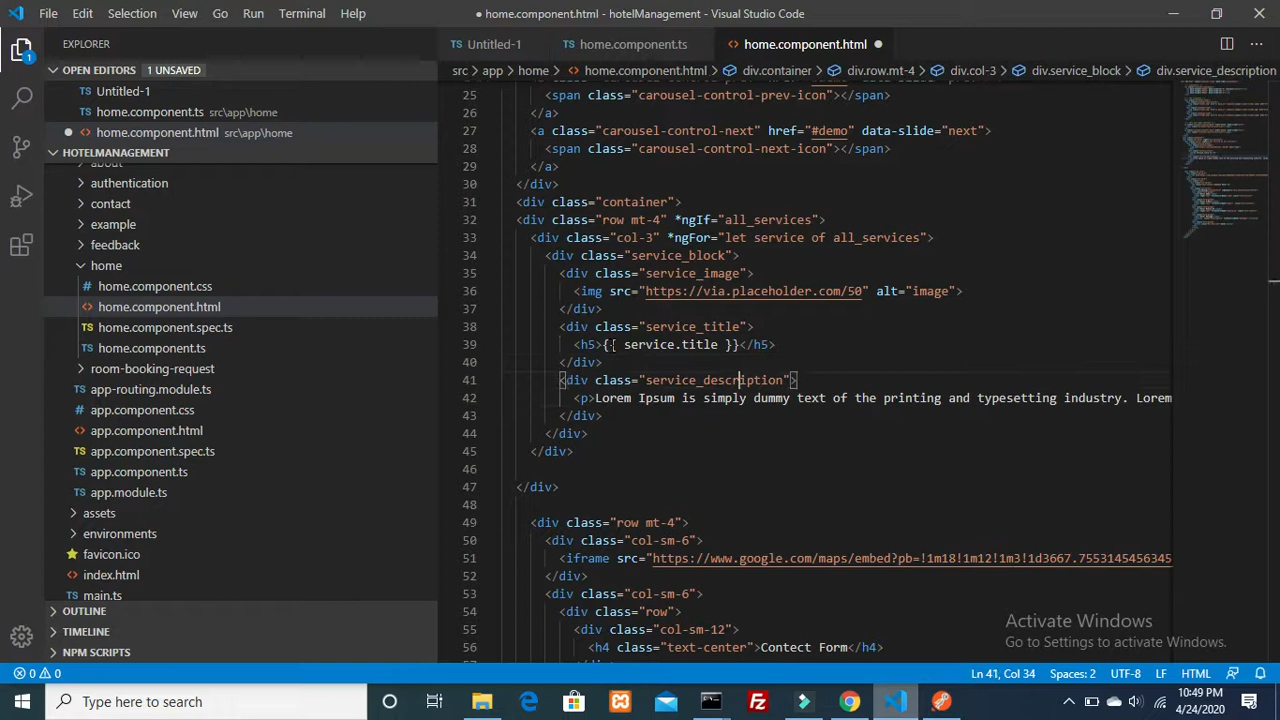 File Edit Selection View Go Run Terminal Help
● home.component.html - hotelManagement - Visual Studio Code
EXPLORER
OPEN EDITORS 1 UNSAVED
Untitled-1
home.component.ts src\app\home
● home.component.html src\app\home
HOTELMANAGEMENT
about
authentication
contact
example
feedback
home
home.component.css
home.component.html
home.component.spec.ts
home.component.ts
room-booking-request
app-routing.module.ts
app.component.css
app.component.html
app.component.spec.ts
app.component.ts
app.module.ts
assets
environments
favicon.ico
index.html
main.ts
OUTLINE
TIMELINE
NPM SCRIPTS
1
Untitled-1 home.component.ts home.component.html ●
src > app > home > home.component.html > div.container > div.row.mt-4 > div.col-3 > div.service_block > div.service_description
25 <span class="carousel-control-prev-icon"></span>
26 </a>
27 <a class="carousel-control-next" href="#demo" data-slide="next">
28 <span class="carousel-control-next-icon"></span>
29 </a>
30 </div>
31 <div class="container">
32 <div class="row mt-4" *ngIf="all_services">
33 <div class="col-3" *ngFor="let service of all_services">
34 <div class="service_block">
35 <div class="service_image">
36 <img src="https://via.placeholder.com/50" alt="image">
37 </div>
38 <div class="service_title">
39 <h5>{{ service.title }}</h5>
40 </div>
41 <div class="service_description">
42 <p>Lorem Ipsum is simply dummy text of the printing and typesetting industry. Lorem
43 </div>
44 </div>
45 </div>
46
47 </div>
48
49 <div class="row mt-4">
50 <div class="col-sm-6">
51 <iframe src="https://www.google.com/maps/embed?pb=!1m18!1m12!1m3!1d3667.7553145456345
52 </div>
53 <div class="col-sm-6">
54 <div class="row">
55 <div class="col-sm-12">
56 <h4 class="text-center">Contect Form</h4>
57 </div>
Activate Windows
Go to Settings to activate Windows.
0 0 Ln 41, Col 34 Spaces: 2 UTF-8 LF HTML
Type here to search
10:49 PM
4/24/2020